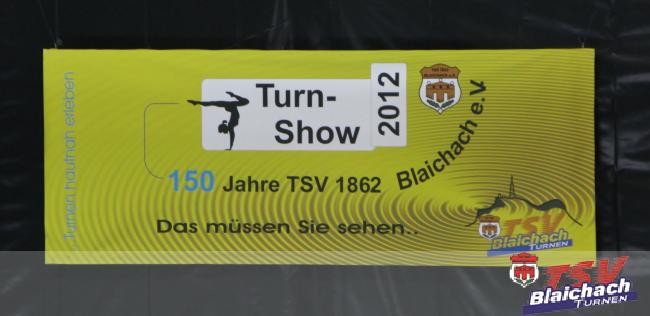 Turnen hautnah erleben
Turn-
Show
2012
150 Jahre TSV 1862 Blaichach e.V.
Das müssen Sie sehen..
TSV
Blaichach
TURNEN
TSV
Blaichach
TURNEN